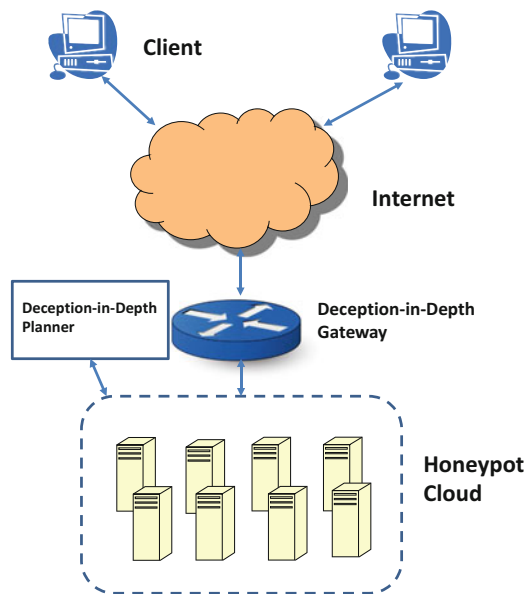 Client
Internet
Deception-in-Depth
Planner
Deception-in-Depth
Gateway
Honeypot
Cloud